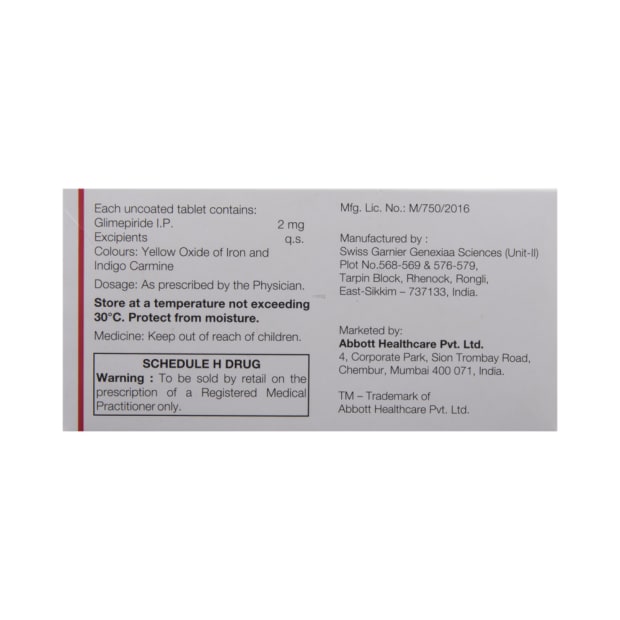 Each uncoated tablet contains:
Glimepiride I.P. 2 mg
Excipients q.s.
Colours: Yellow Oxide of Iron and
Indigo Carmine
Dosage: As prescribed by the Physician.
Store at a temperature not exceeding
30°C. Protect from moisture.
Medicine: Keep out of reach of children.
SCHEDULE H DRUG
Warning : To be sold by retail on the
prescription of a Registered Medical
Practitioner only.
Mfg. Lic. No.: M/750/2016
Manufactured by :
Swiss Garnier Genexiaa Sciences (Unit-II)
Plot No.568-569 & 576-579,
Tarpin Block, Rhenock, Rongli,
East-Sikkim – 737133, India.
Marketed by:
Abbott Healthcare Pvt. Ltd.
4, Corporate Park, Sion Trombay Road,
Chembur, Mumbai 400 071, India.
TM – Trademark of
Abbott Healthcare Pvt. Ltd.